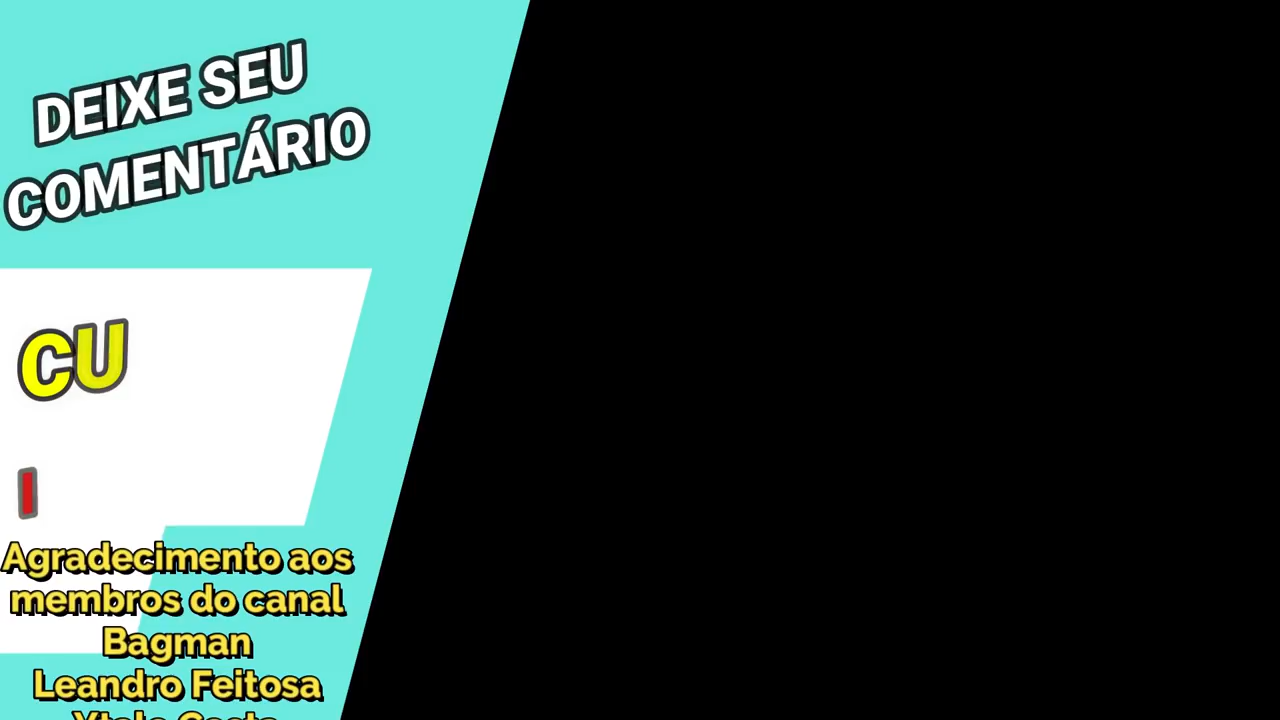 DEIXE SEU
COMENTÁRIO
CU
I
Agradecimento aos
membros do canal
Bagman
Leandro Feitosa